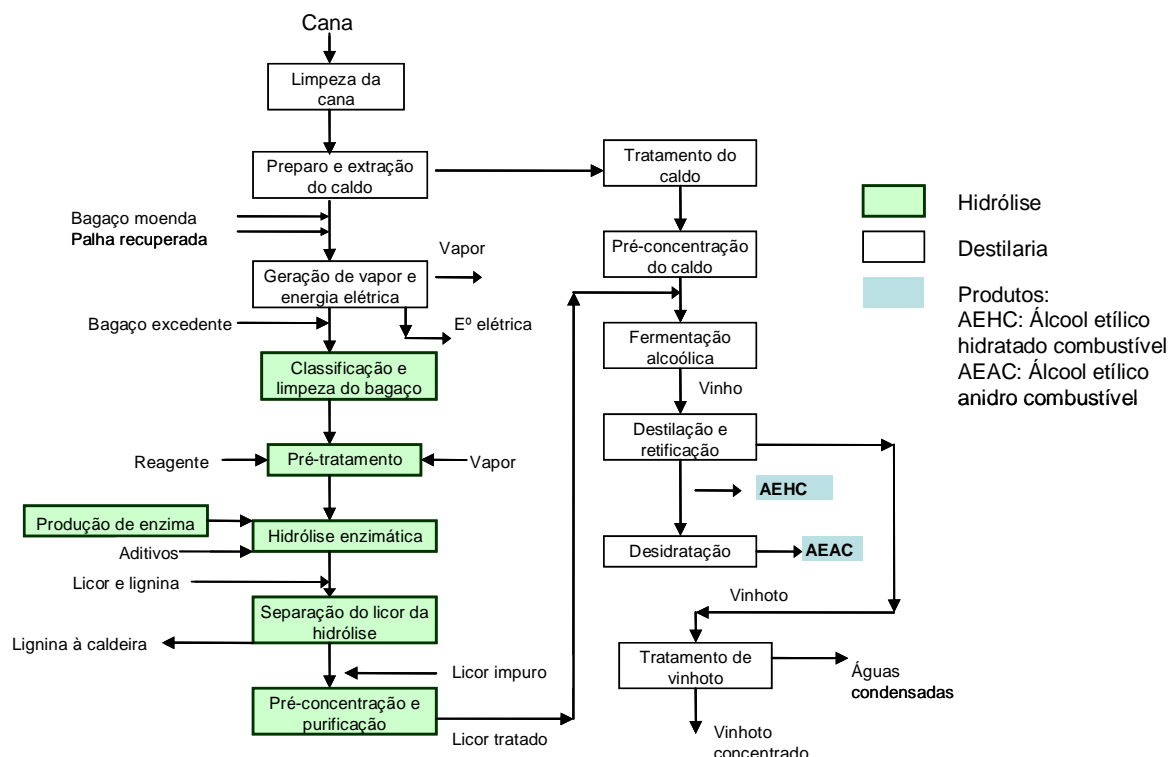 Cana
Limpeza da
cana
Preparo e extração
do caldo
Bagaço moenda
Palha recuperada
Vapor
Geração de vapor e
energia elétrica
Bagaço excedente
Eº elétrica
Classificação e
limpeza do bagaço
Reagente
Pré-tratamento
Vapor
Produção de enzima
Hidrólise enzimática
Aditivos
Licor e lignina
Separação do licor da
hidrólise
Lignina à caldeira
Licor impuro
Pré-concentração e
purificação
Licor tratado
Tratamento do
caldo
Pré-concentração
do caldo
Fermentação
alcoólica
Vinho
Destilação e
retificação
AEHC
Desidratação
AEAC
Vinhoto
Tratamento de
vinhoto
Águas
condensadas
Vinhoto
concentrado
Hidrólise
Destilaria
Produtos:
AEHC: Álcool etílico
hidratado combustível
AEAC: Álcool etílico
anidro combustível